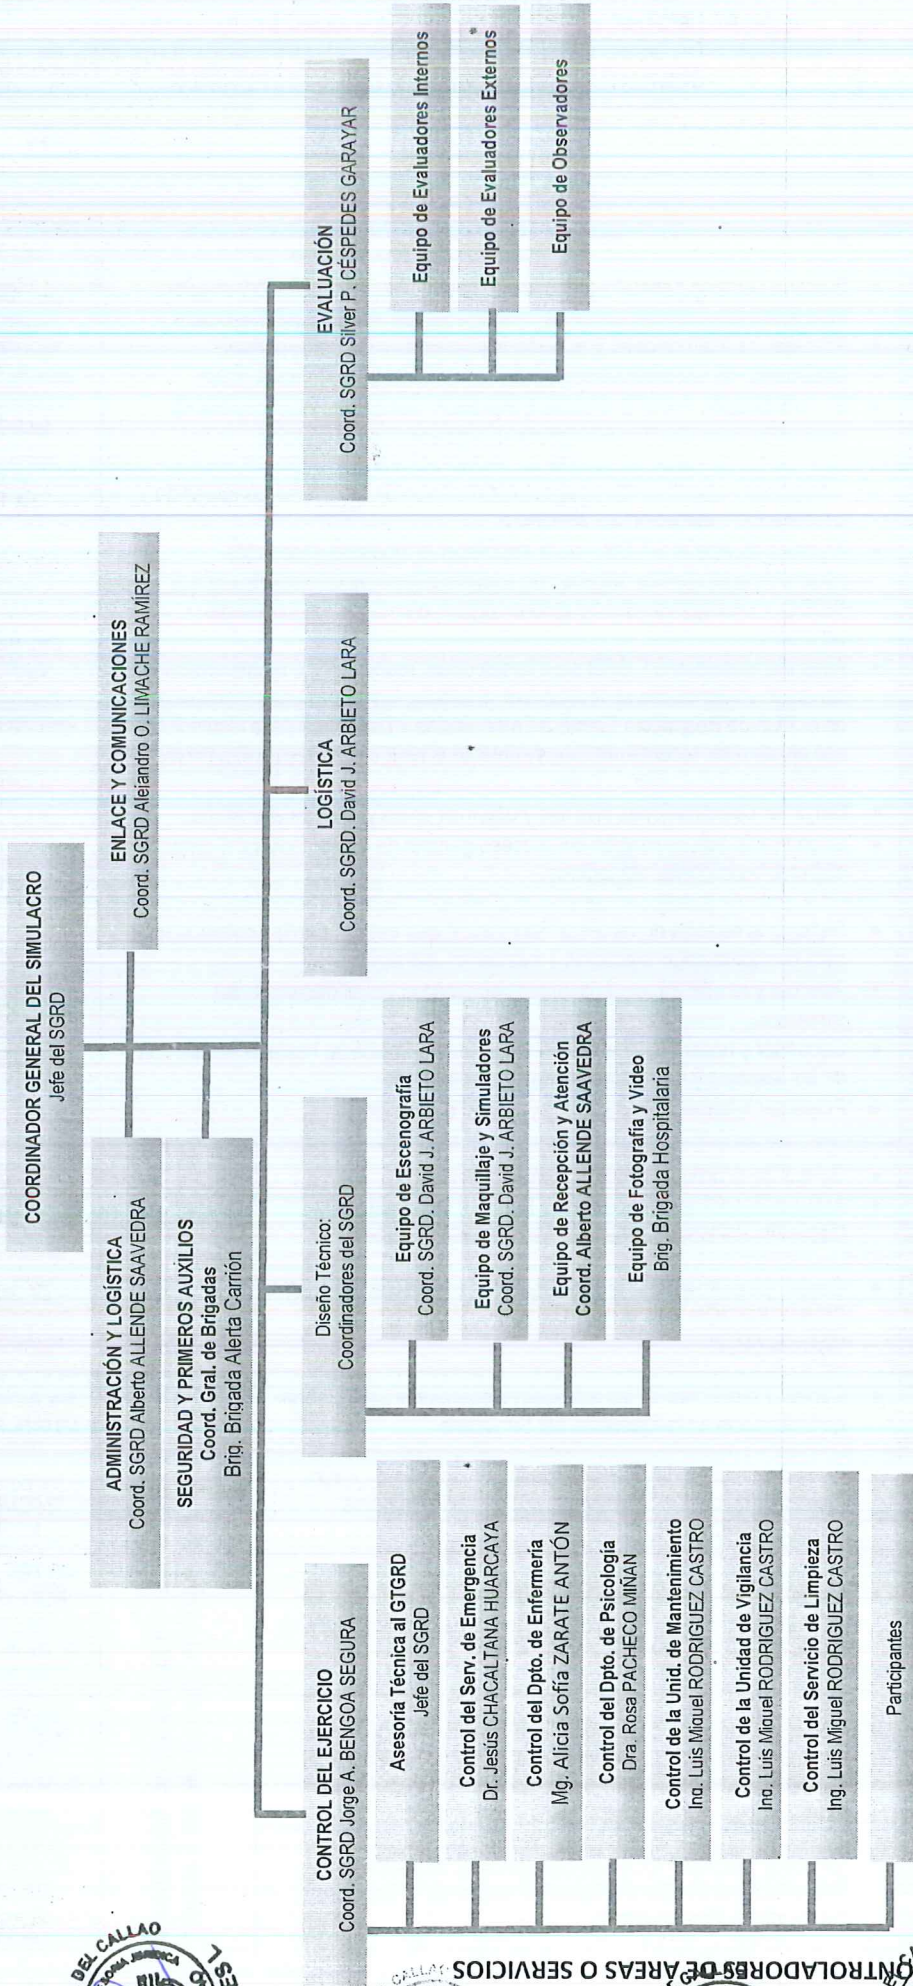 COORDINADOR GENERAL DEL SIMULACRO
Jefe del SGRD
ADMINISTRACIÓN Y LOGÍSTICA
Coord. SGRD Alberto ALLENDE SAAVEDRA
SEGURIDAD Y PRIMEROS AUXILIOS
Coord. Gral. de Brigadas
Brig. Brigada Alerta Carrión
ENLACE Y COMUNICACIONES
Coord. SGRD Alejandro O. LIMACHE RAMÍREZ
CONTROL DEL EJERCICIO
Coord. SGRD Jorge A. BENGOA SEGURA
Asesoría Técnica al GTGRD
Jefe del SGRD
Control del Serv. de Emergencia
Dr. Jesús CHACALTANA HUARCAYA
Control del Dpto. de Enfermería
Mg. Alicia Sofía ZARATE ANTÓN
Control del Dpto. de Psicología
Dra. Rosa PACHECO MIÑAN
Control de la Unid. de Mantenimiento
Ing. Luis Miguel RODRIGUEZ CASTRO
Control de la Unidad de Vigilancia
Ing. Luis Miguel RODRIGUEZ CASTRO
Control del Servicio de Limpieza
Ing. Luis Miguel RODRIGUEZ CASTRO
Participantes
Diseño Técnico:
Coordinadores del SGRD
Equipo de Escenografía
Coord. SGRD. David J. ARBIETO LARA
Equipo de Maquillaje y Simuladores
Coord. SGRD. David J. ARBIETO LARA
Equipo de Recepción y Atención
Coord. Alberto ALLENDE SAAVEDRA
Equipo de Fotografía y Video
Brig. Brigada Hospitalaria
LOGÍSTICA
Coord. SGRD. David J. ARBIETO LARA
EVALUACIÓN
Coord. SGRD Silver P. CÉSPEDES GARAYAR
Equipo de Evaluadores Internos
Equipo de Evaluadores Externos
Equipo de Observadores
CONTROLADORES DE AREAS O SERVICIOS
DEL CALLAO